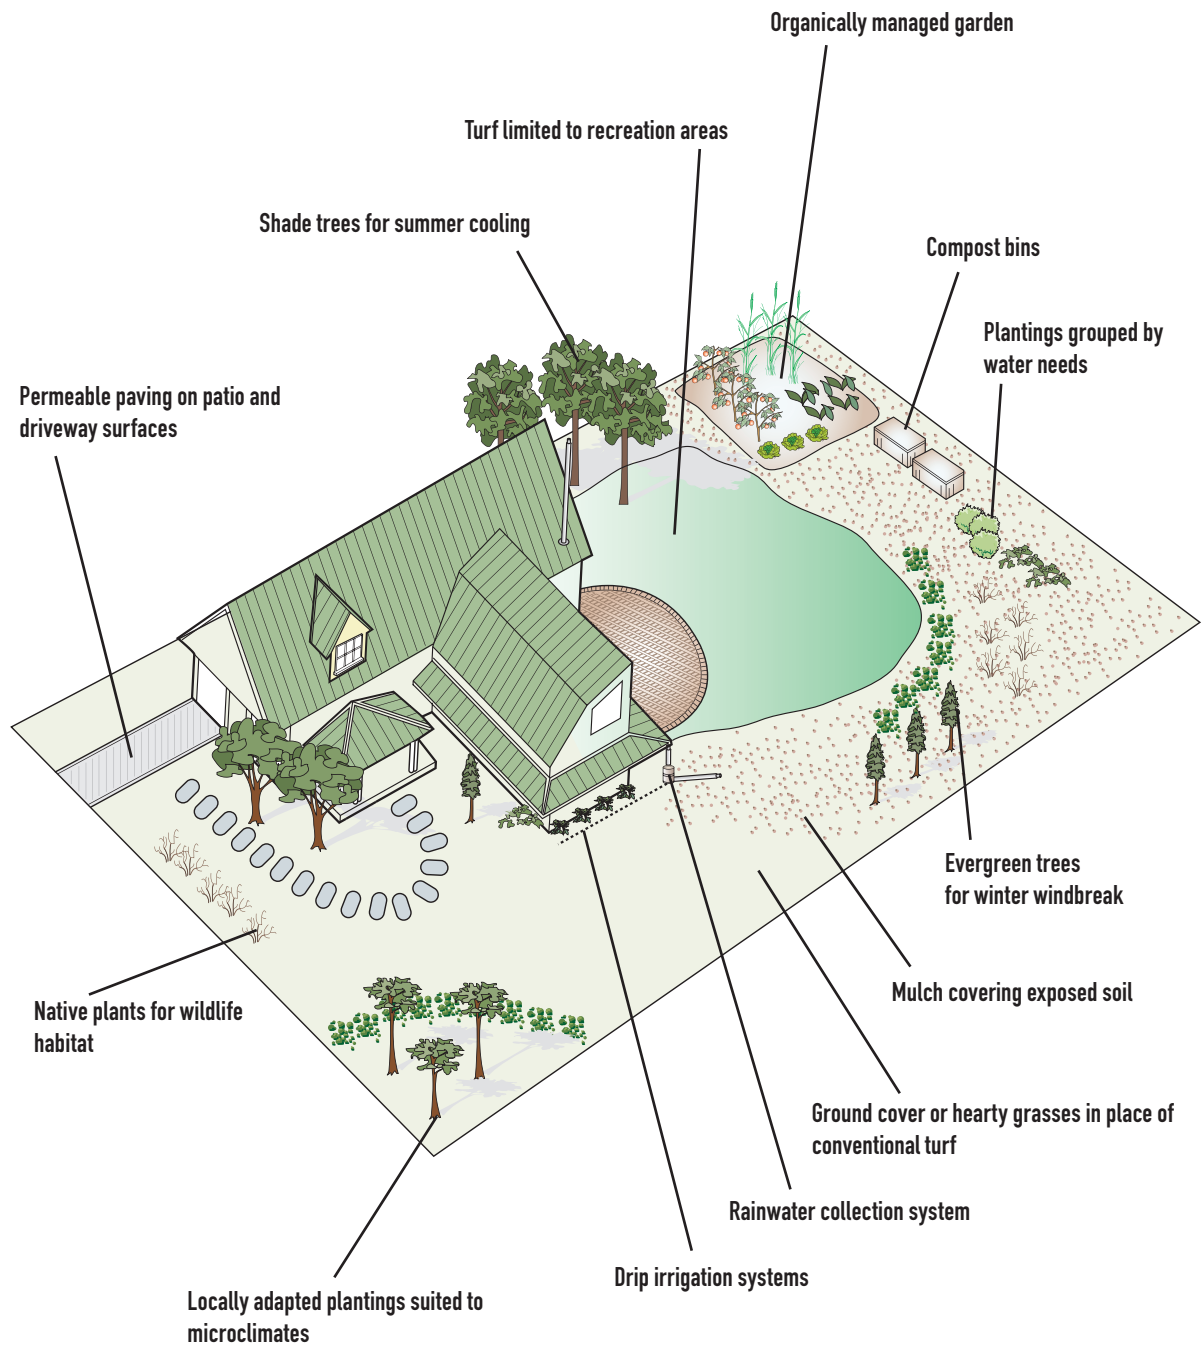 Organically managed garden
Turf limited to recreation areas
Shade trees for summer cooling
Compost bins
Plantings grouped by
water needs
Permeable paving on patio and
driveway surfaces
Evergreen trees
for winter windbreak
Mulch covering exposed soil
Native plants for wildlife
habitat
Ground cover or hearty grasses in place of
conventional turf
Rainwater collection system
Drip irrigation systems
Locally adapted plantings suited to
microclimates